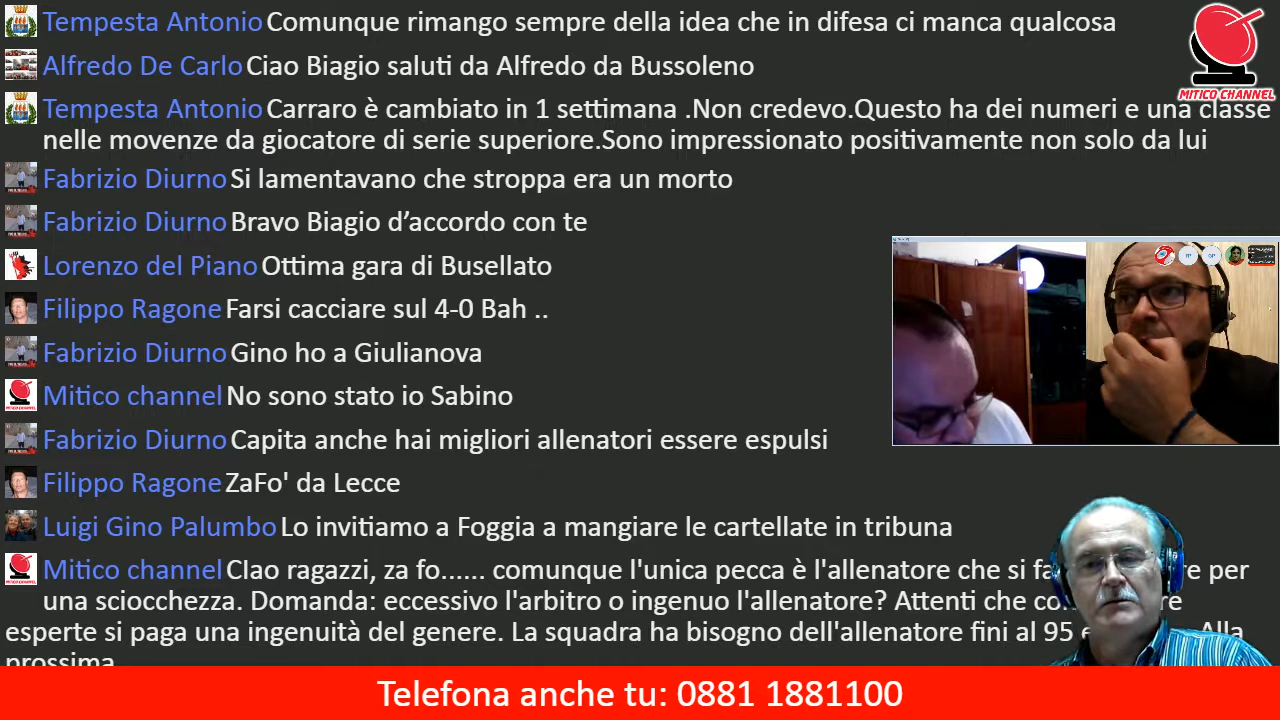 Tempesta Antonio Comunque rimango sempre della idea che in difesa ci manca qualcosa
MITICO CHANNEL
Alfredo De Carlo Ciao Biagio saluti da Alfredo da Bussoleno
Tempesta Antonio Carraro è cambiato in 1 settimana .Non credevo.Questo ha dei numeri e una classe
nelle movenze da giocatore di serie superiore.Sono impressionato positivamente non solo da lui
Fabrizio Diurno Si lamentavano che stroppa era un morto
Fabrizio Diurno Bravo Biagio d’accordo con te
Lorenzo del Piano Ottima gara di Busellato
Filippo Ragone Farsi cacciare sul 4-0 Bah ..
Fabrizio Diurno Gino ho a Giulianova
Mitico channel No sono stato io Sabino
Fabrizio Diurno Capita anche hai migliori allenatori essere espulsi
Filippo Ragone ZaFo' da Lecce
Luigi Gino Palumbo Lo invitiamo a Foggia a mangiare le cartellate in tribuna
Mitico channel CIao ragazzi, za fo...... comunque l'unica pecca è l'allenatore che si fa re per
una sciocchezza. Domanda: eccessivo l'arbitro o ingenuo l'allenatore? Attenti che re
esperte si paga una ingenuità del genere. La squadra ha bisogno dell'allenatore fini al 95 Alla
prossima
Telefona anche tu: 0881 1881100